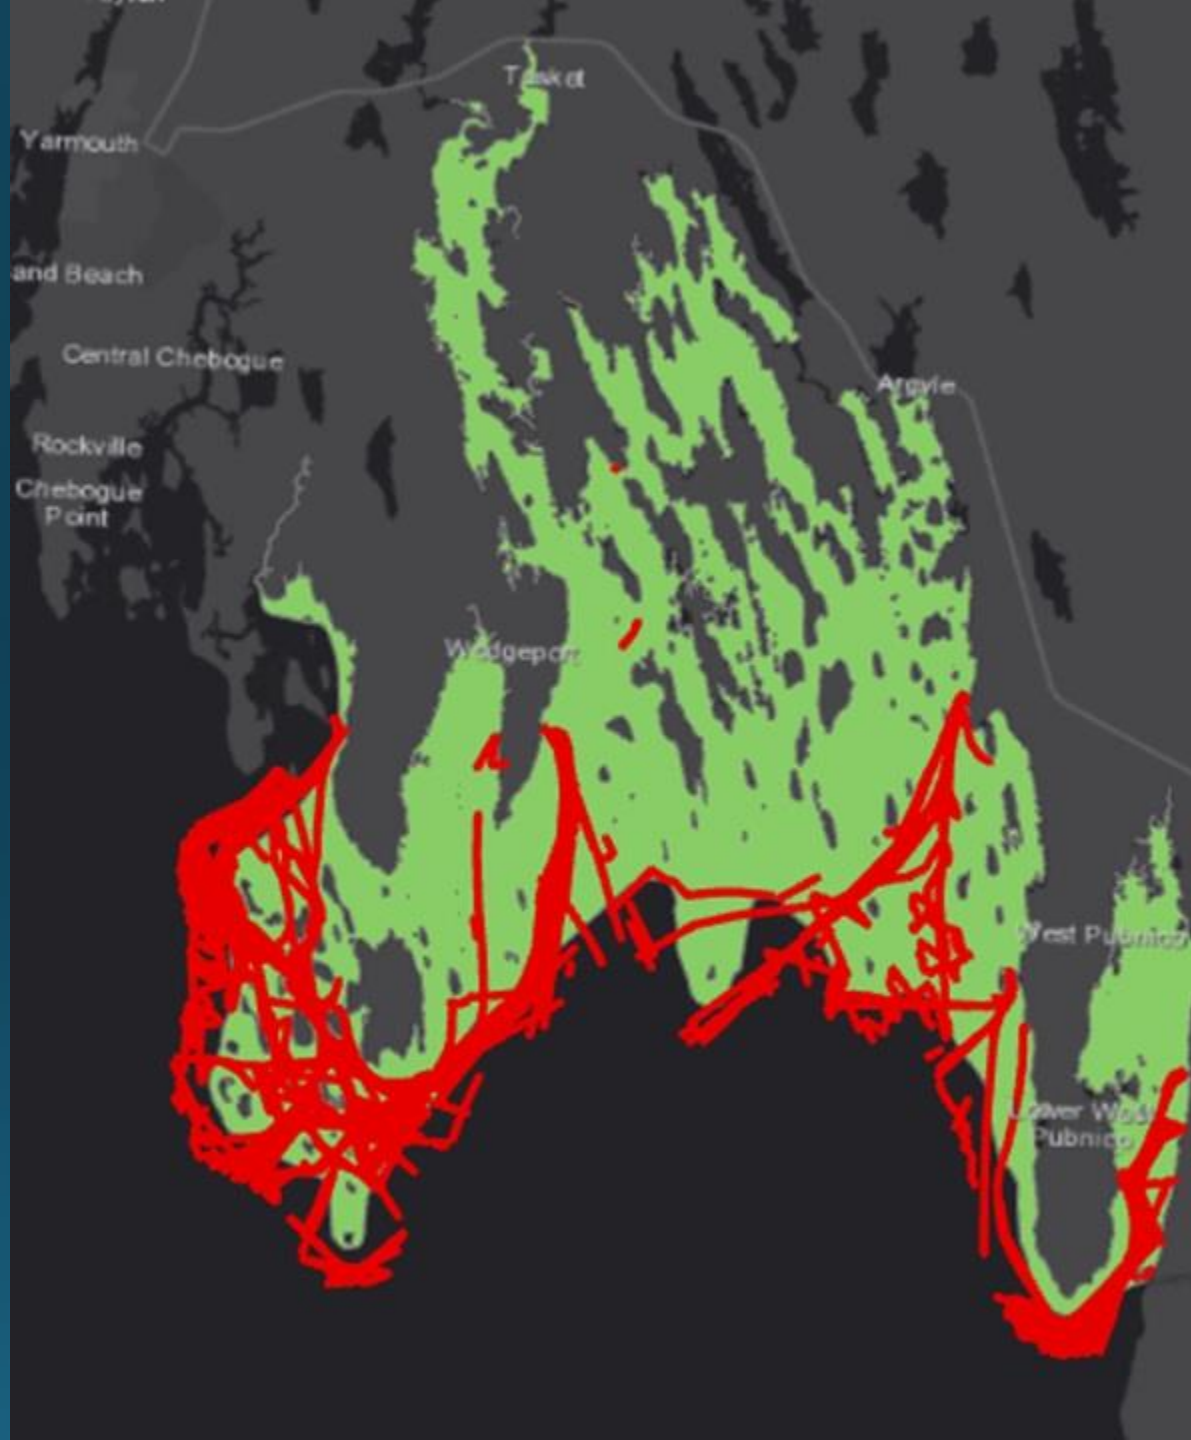 Tusket
Yarmouth
and Beach
Central Chebogue
Argyle
Rockville
Chebogue
Point
Wedgeport
West Pubnico
Lower West
Pubnico